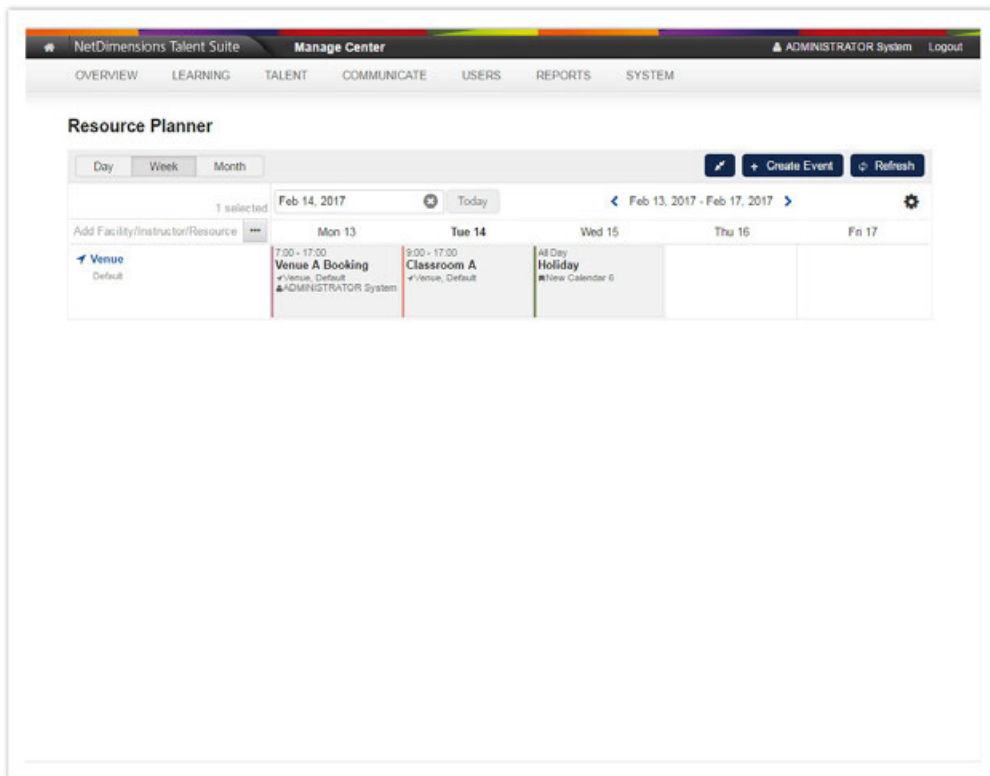 NetDimensions Talent Suite Manage Center ADMINISTRATOR System Logout
OVERVIEW LEARNING TALENT COMMUNICATE USERS REPORTS SYSTEM
Resource Planner
Day Week Month + Create Event Refresh
1 selected Feb 14, 2017 Today Feb 13, 2017 - Feb 17, 2017
Add Facility/Instructor/Resource ••• Mon 13 Tue 14 Wed 15 Thu 16 Fri 17
Venue
Default
7:00 - 17:00
Venue A Booking
Venue, Default
ADMINISTRATOR System
9:00 - 17:00
Classroom A
Venue, Default
All Day
Holiday
New Calendar 6